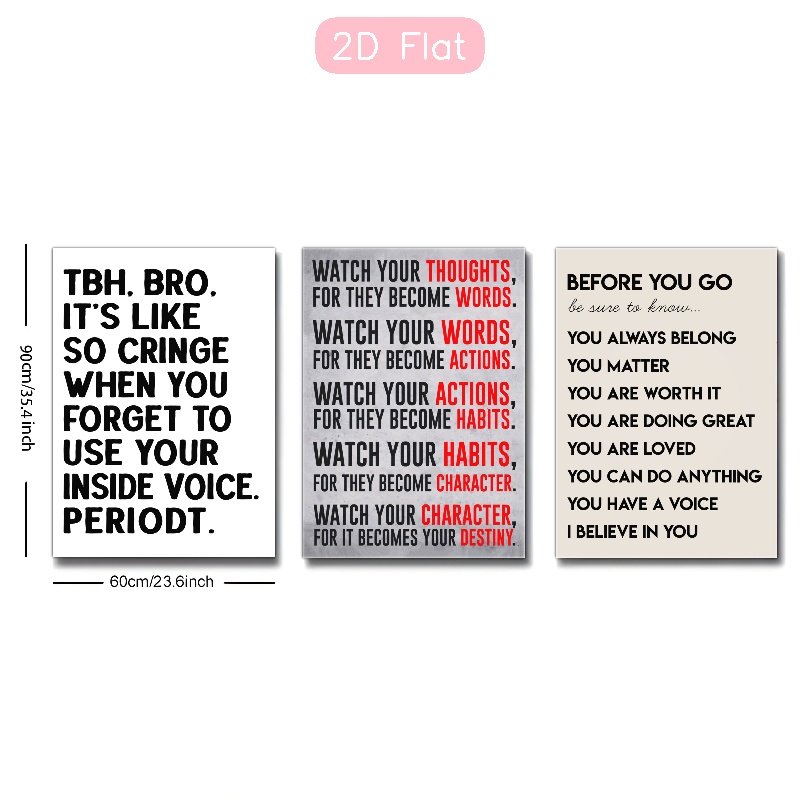 2D Flat
90cm/35.4 inch
TBH, BRO,
IT'S LIKE
SO CRINGE
WHEN YOU
FORGET TO
USE YOUR
INSIDE VOICE.
PERIODT.
60cm/23.6inch
WATCH YOUR THOUGHTS,
FOR THEY BECOME WORDS.
WATCH YOUR WORDS,
FOR THEY BECOME ACTIONS.
WATCH YOUR ACTIONS,
FOR THEY BECOME HABITS.
WATCH YOUR HABITS,
FOR THEY BECOME CHARACTER.
WATCH YOUR CHARACTER,
FOR IT BECOMES YOUR DESTINY.
BEFORE YOU GO
be sure to know...
YOU ALWAYS BELONG
YOU MATTER
YOU ARE WORTH IT
YOU ARE DOING GREAT
YOU ARE LOVED
YOU CAN DO ANYTHING
YOU HAVE A VOICE
I BELIEVE IN YOU